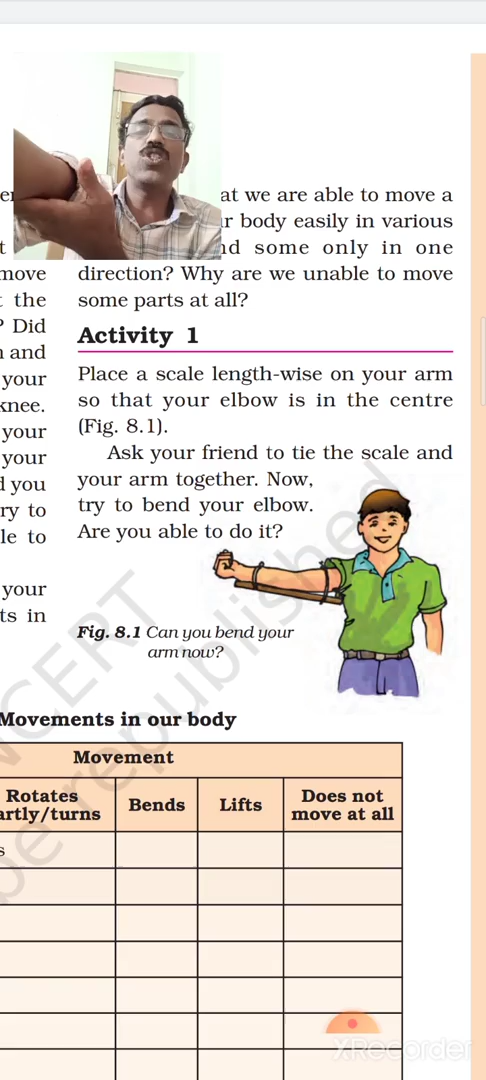 at we are able to move a
r body easily in various
nd some only in one
direction? Why are we unable to move
some parts at all?
t
move
t the
? Did
n and
your
knee.
your
your
d you
ry to
le to
your
ts in
Activity 1
Place a scale length-wise on your arm
so that your elbow is in the centre
(Fig. 8.1).
Ask your friend to tie the scale and
your arm together. Now,
try to bend your elbow.
Are you able to do it?
Fig. 8.1 Can you bend your
arm now?
Movements in our body
Movement
Rotates
artly/turns
Bends
Lifts
Does not
move at all
s
NCERT
be republished
XRecorder